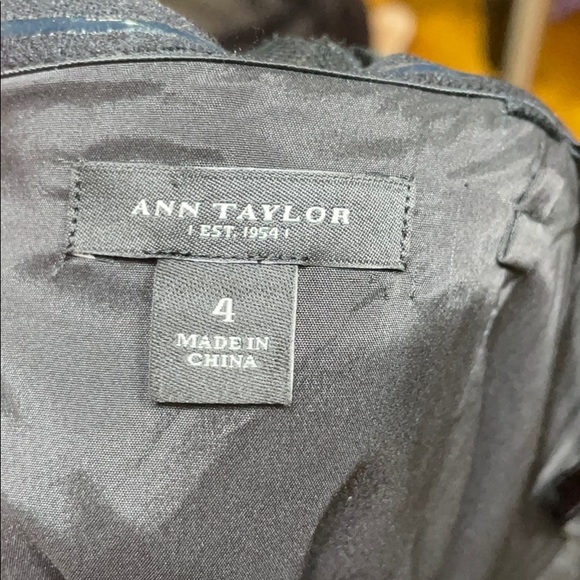 ANN TAYLOR
| EST. 1954 |
4
MADE IN
CHINA